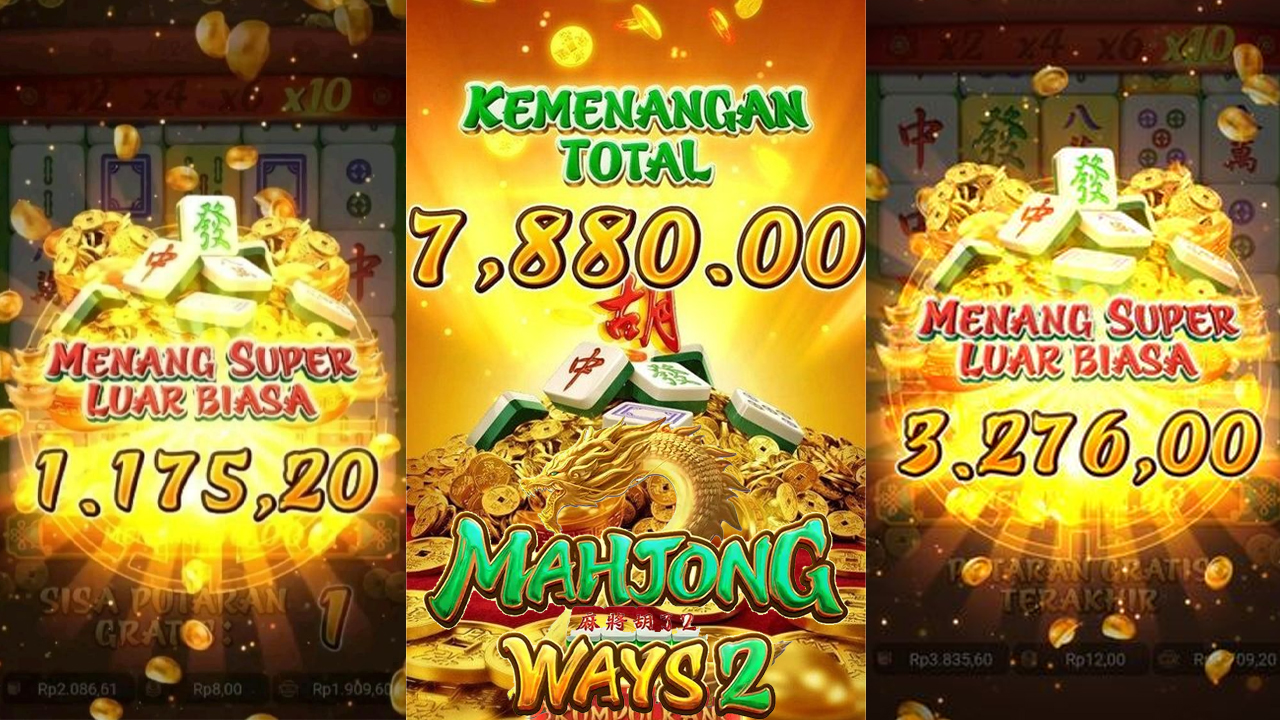 x2 x4 x6 x10
發
中
MENANG SUPER
LUAR BIASA
1.175,20
SISA PUTARAN
GRATIS: 1
Rp2.086,61 Rp8,00 Rp1.909,60
KEMENANGAN
TOTAL
7,880.00
胡
中
發
MAHJONG
麻將胡了2
WAYS 2
x2 x4 x6 x10
中 發 八萬 萬
發
中
MENANG SUPER
LUAR BIASA
3.276,00
PUTARAN GRATIS
TERAKHIR
Rp3.835,60 Rp12,00